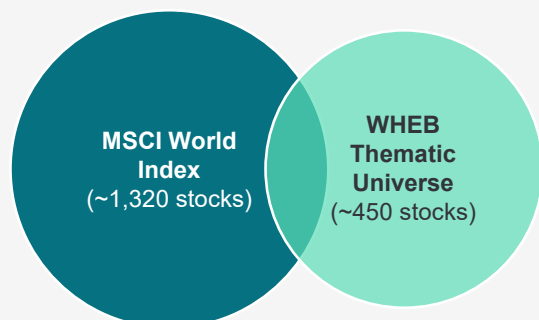 MSCI World
Index
(~1,320 stocks)
WHEB
Thematic
Universe
(~450 stocks)